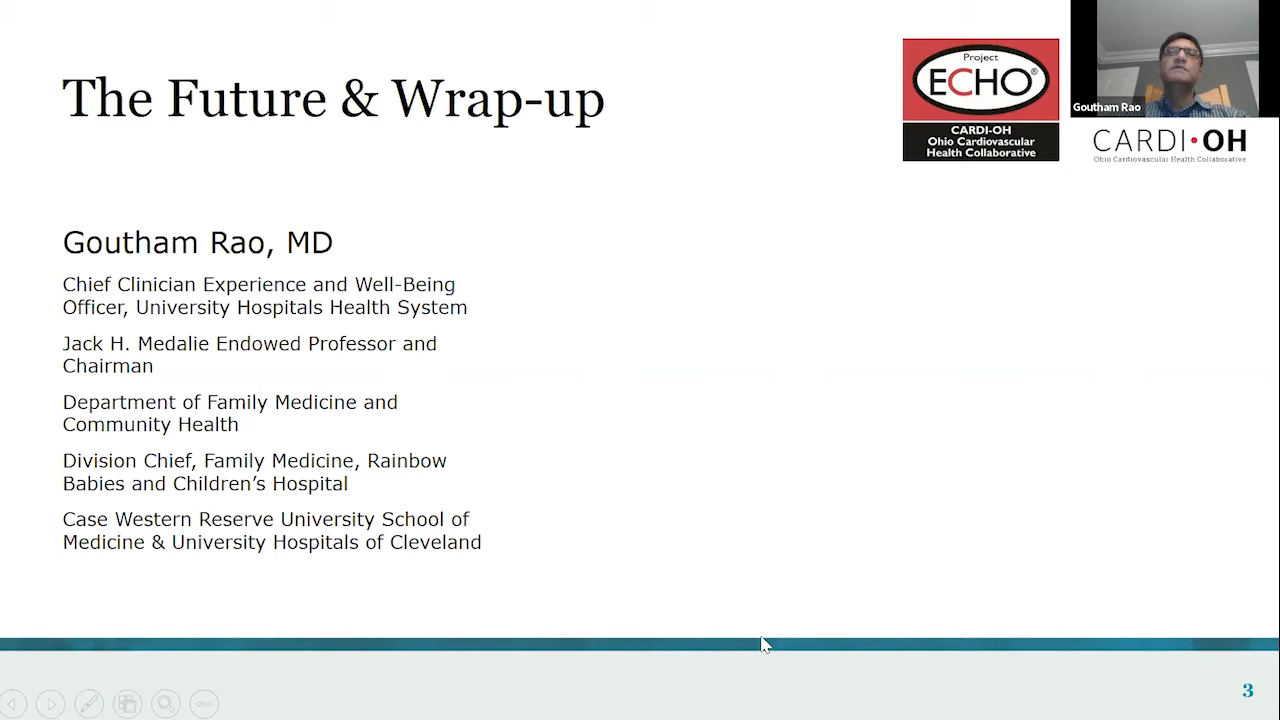 The Future & Wrap-up
Project
ECHO®
CARDI-OH
Ohio Cardiovascular
Health Collaborative
Goutham Rao
CARDI•OH
Ohio Cardiovascular Health Collaborative
Goutham Rao, MD
Chief Clinician Experience and Well-Being
Officer, University Hospitals Health System
Jack H. Medalie Endowed Professor and
Chairman
Department of Family Medicine and
Community Health
Division Chief, Family Medicine, Rainbow
Babies and Children’s Hospital
Case Western Reserve University School of
Medicine & University Hospitals of Cleveland
3